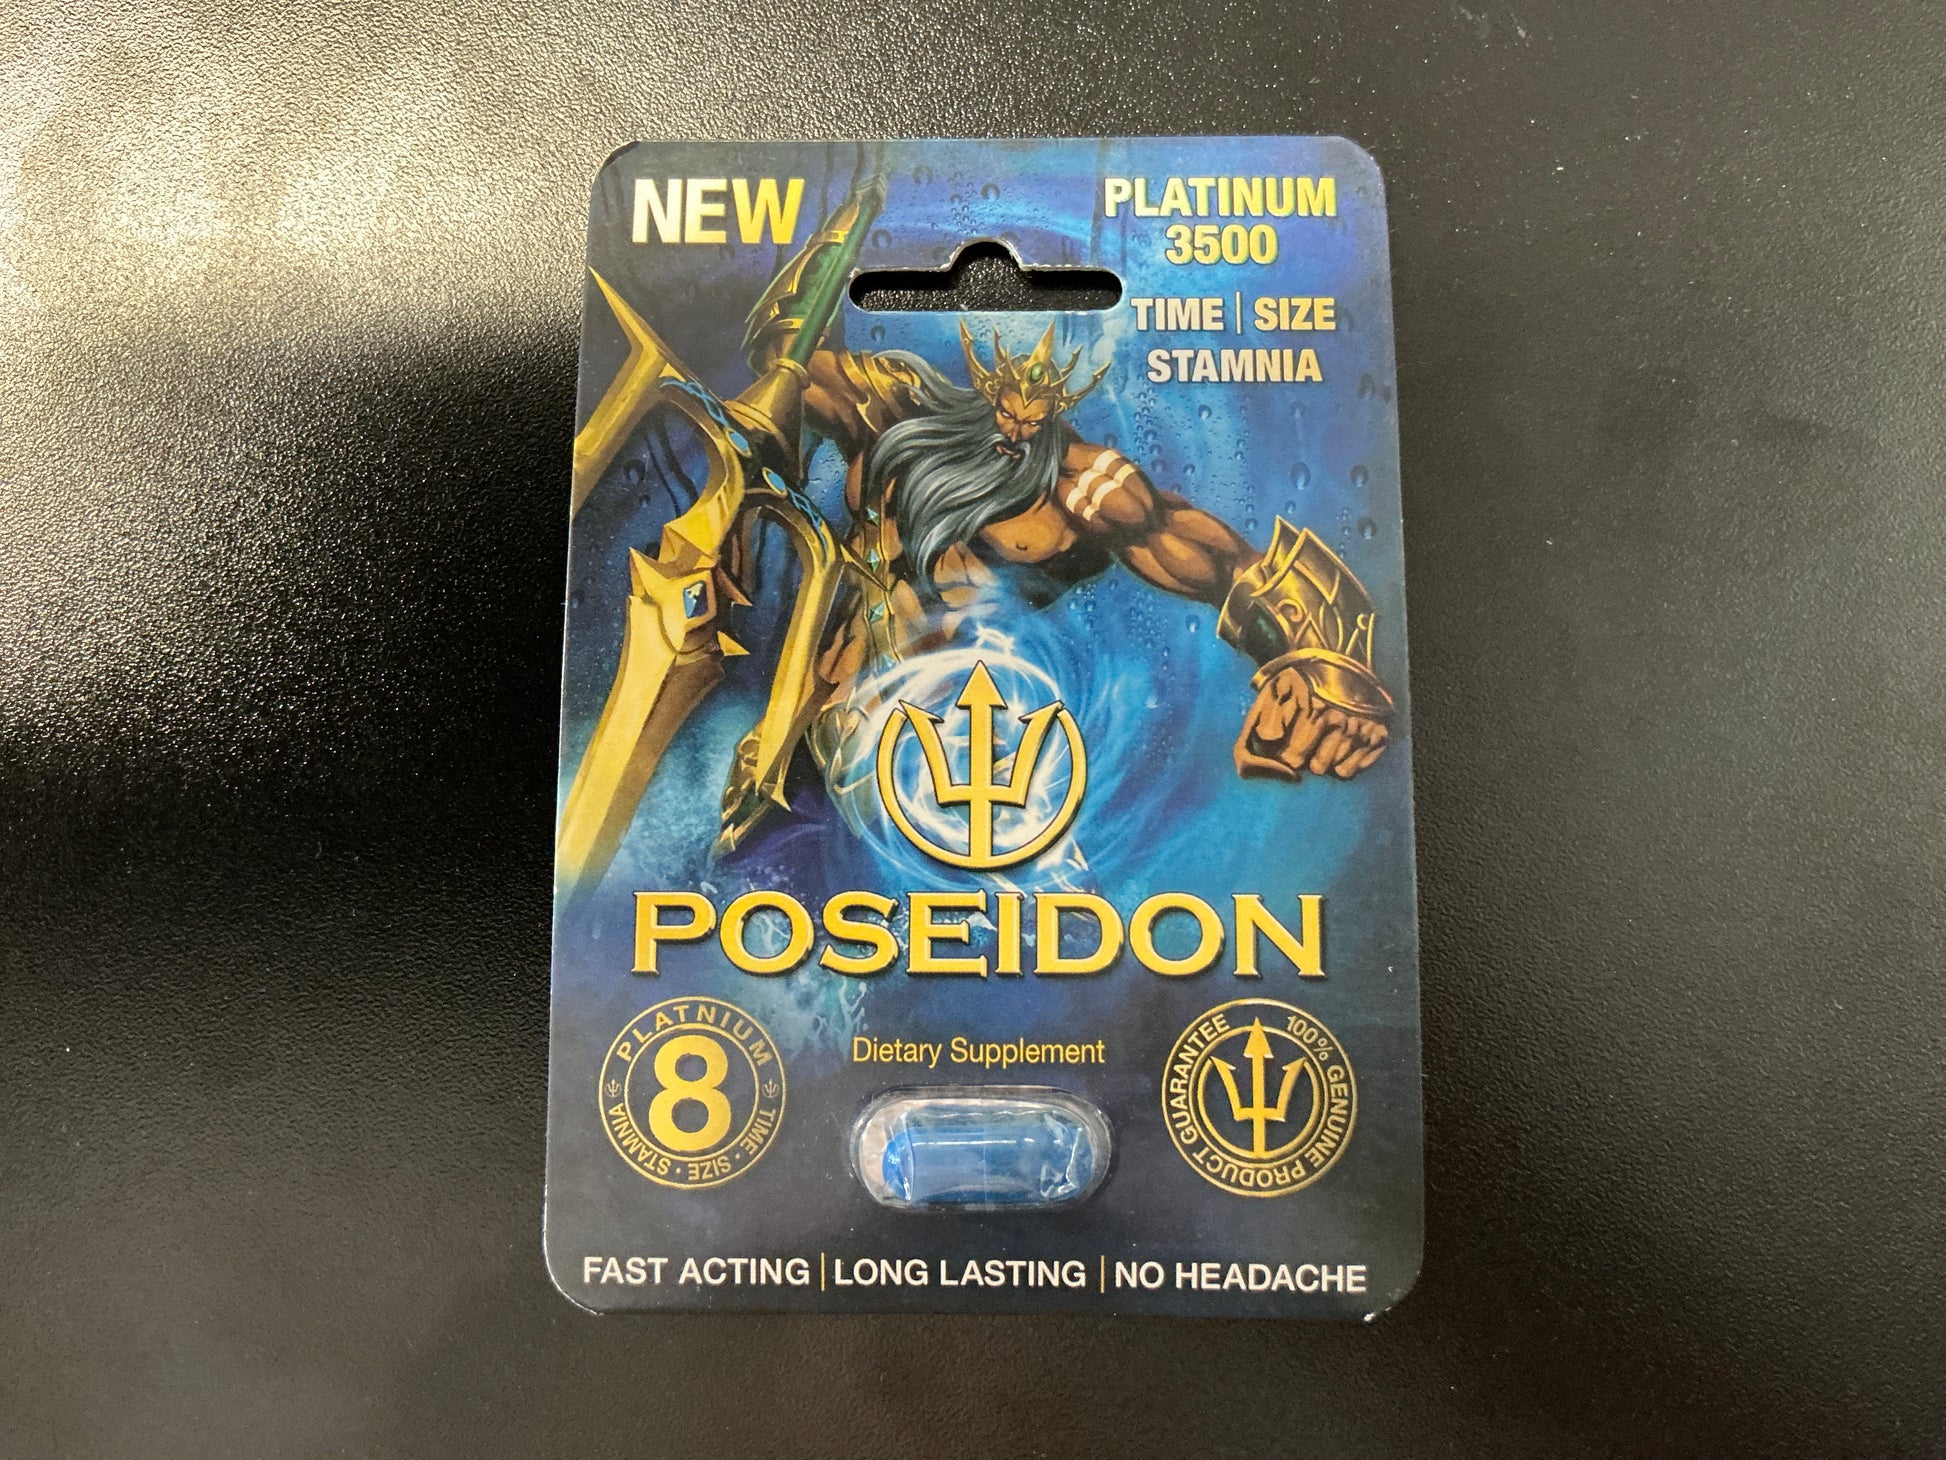 NEW
PLATINUM
3500
TIME | SIZE
STAMNIA
POSEIDON
Dietary Supplement
PLATNIUM
8
TIME · SIZE · STAMNIA
100% GENUINE PRODUCT GUARANTEE
FAST ACTING | LONG LASTING | NO HEADACHE